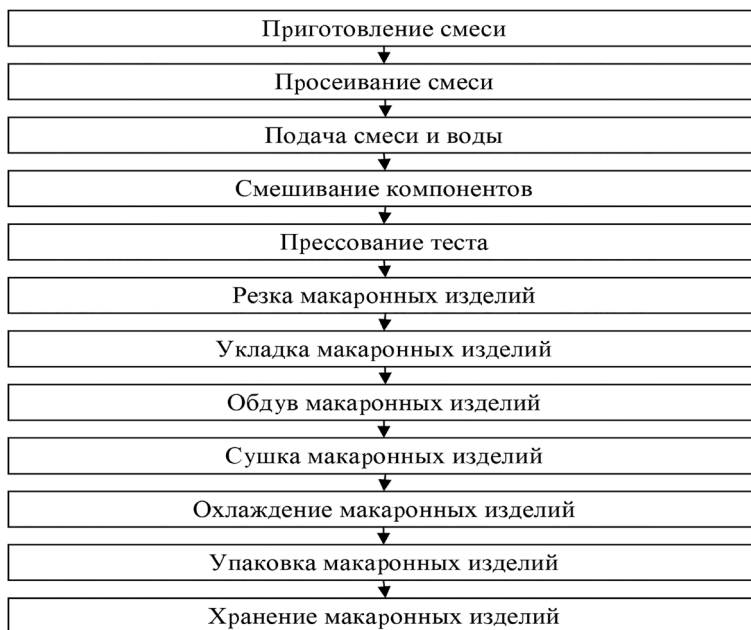 Приготовление смеси
Просеивание смеси
Подача смеси и воды
Смешивание компонентов
Прессование теста
Резка макаронных изделий
Укладка макаронных изделий
Обдув макаронных изделий
Сушка макаронных изделий
Охлаждение макаронных изделий
Упаковка макаронных изделий
Хранение макаронных изделий